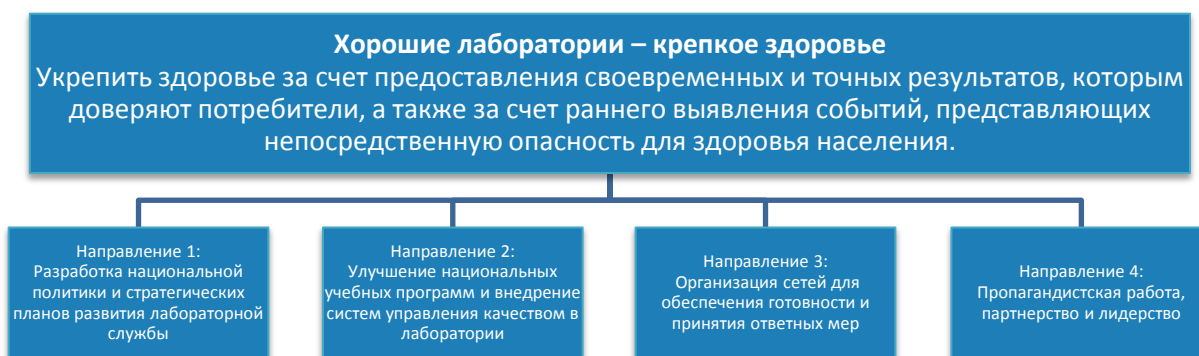 Хорошие лаборатории – крепкое здоровье
Укрепить здоровье за счет предоставления своевременных и точных результатов, которым
доверяют потребители, а также за счет раннего выявления событий, представляющих
непосредственную опасность для здоровья населения.
Направление 1:
Разработка национальной
политики и стратегических
планов развития лабораторной
службы
Направление 2:
Улучшение национальных
учебных программ и внедрение
систем управления качеством в
лаборатории
Направление 3:
Организация сетей для
обеспечения готовности и
принятия ответных мер
Направление 4:
Пропагандистская работа,
партнерство и лидерство